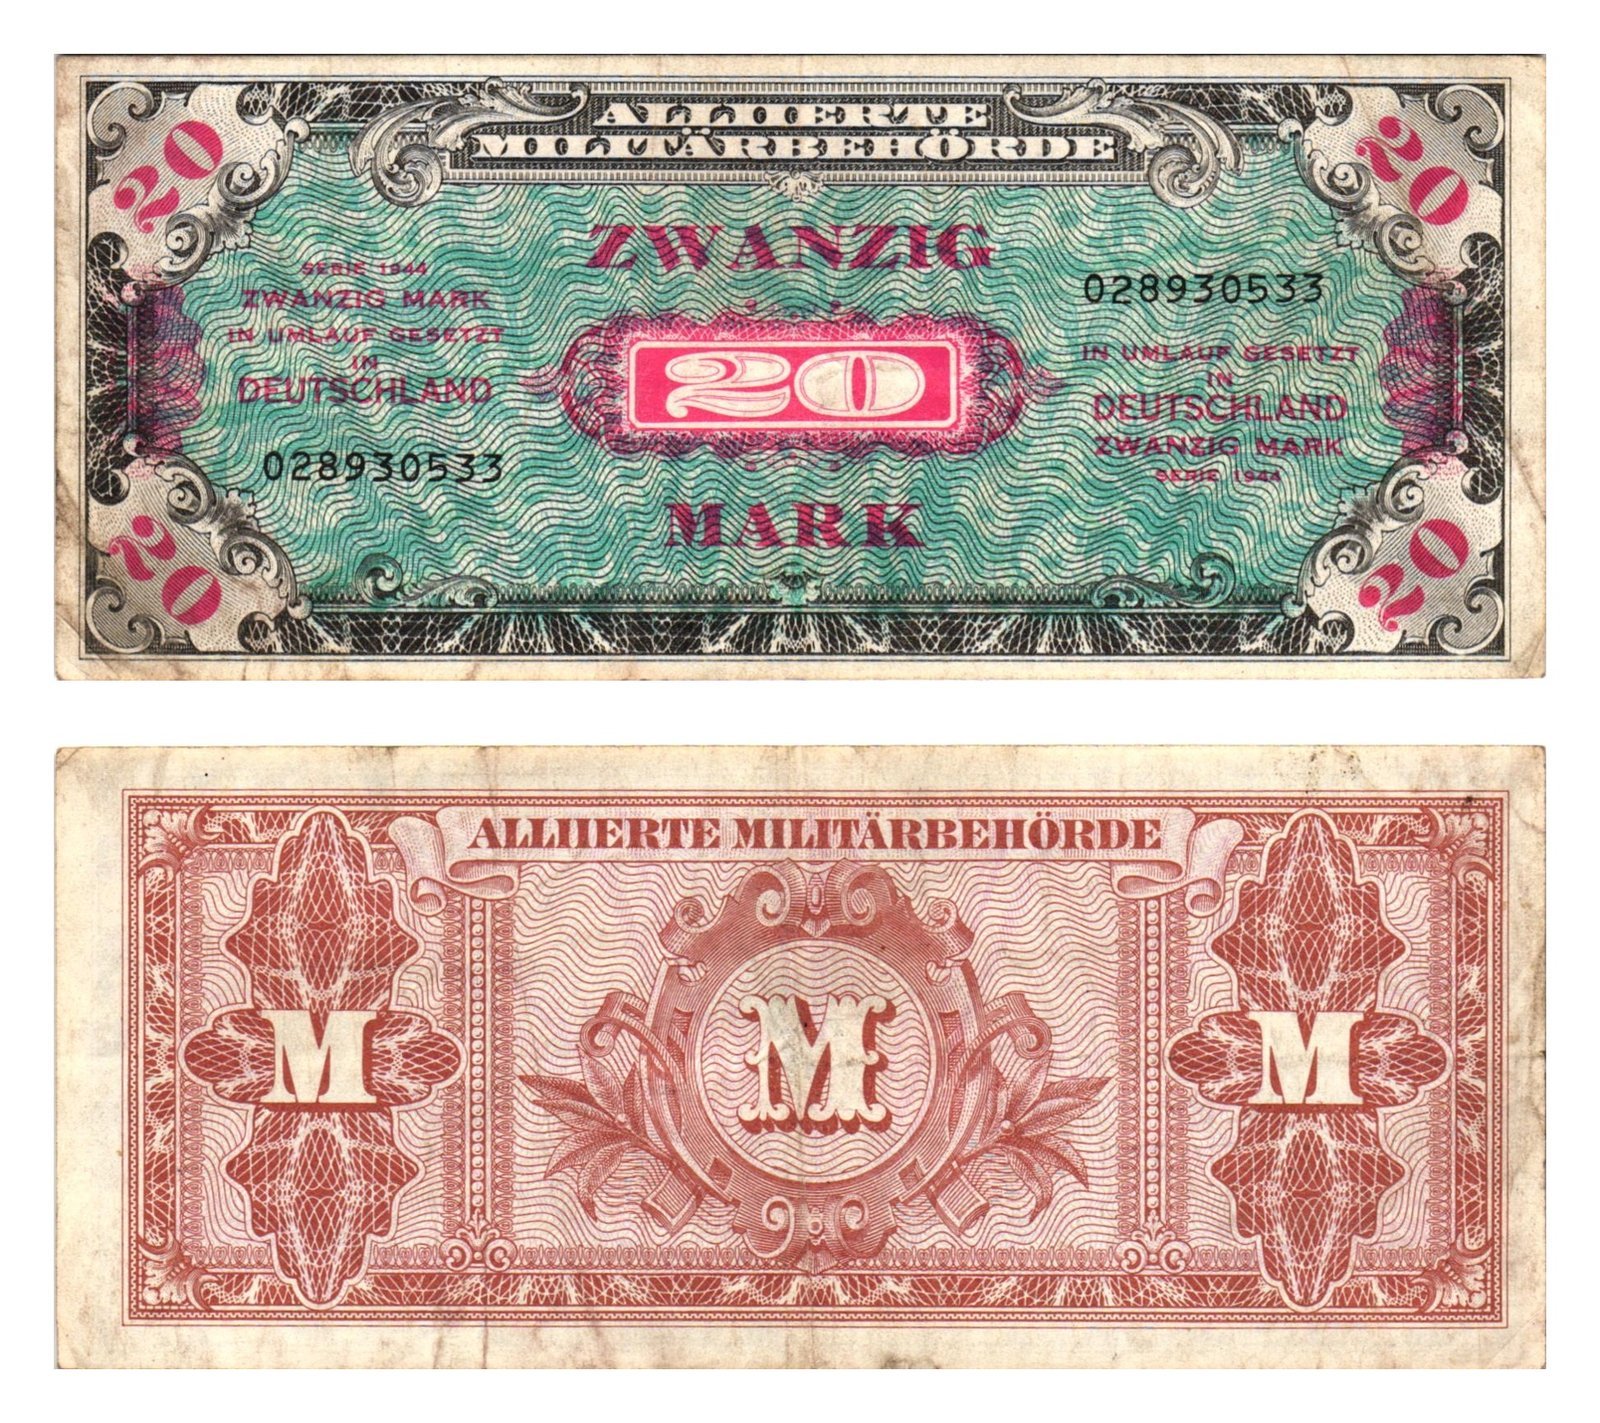 20
ALLIIERTE
MILITÄRBEHÖRDE
20
ZWANZIG
SERIE 1944
ZWANZIG MARK
IN UMLAUF GESETZT
IN
DEUTSCHLAND
028930533
20
028930533
IN UMLAUF GESETZT
IN
DEUTSCHLAND
ZWANZIG MARK
SERIE 1944
MARK
20
20
ALLIIERTE MILITÄRBEHÖRDE
M
M
M